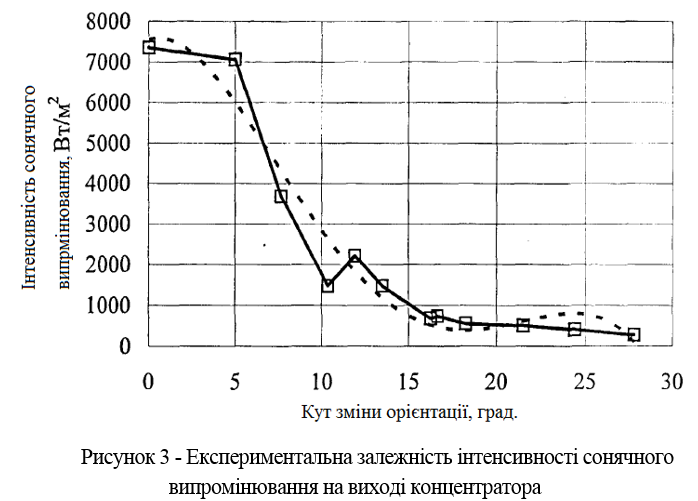 8000
7000
6000
5000
4000
3000
2000
1000
0
Інтенсивність сонячного
випрмінювання, Вт/м²
0 5 10 15 20 25 30
Кут зміни орієнтації, град.
Рисунок 3 - Експериментальна залежність інтенсивності сонячного
випромінювання на виході концентратора